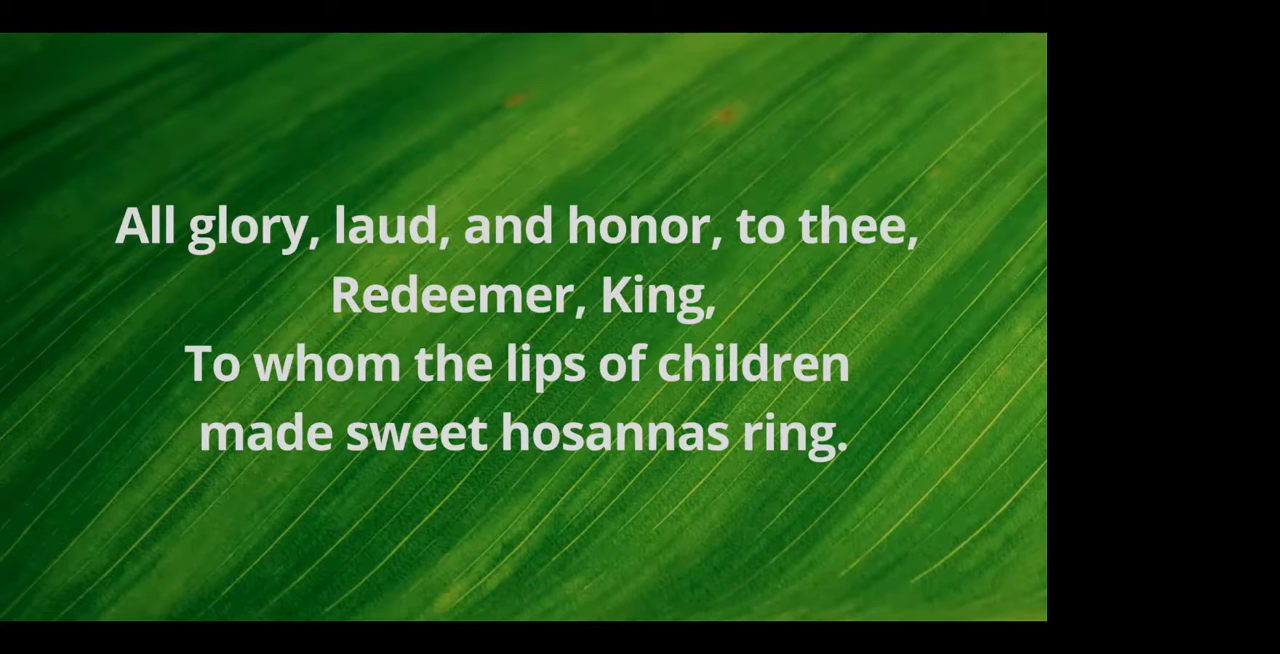 All glory, laud, and honor, to thee,
Redeemer, King,
To whom the lips of children
made sweet hosannas ring.